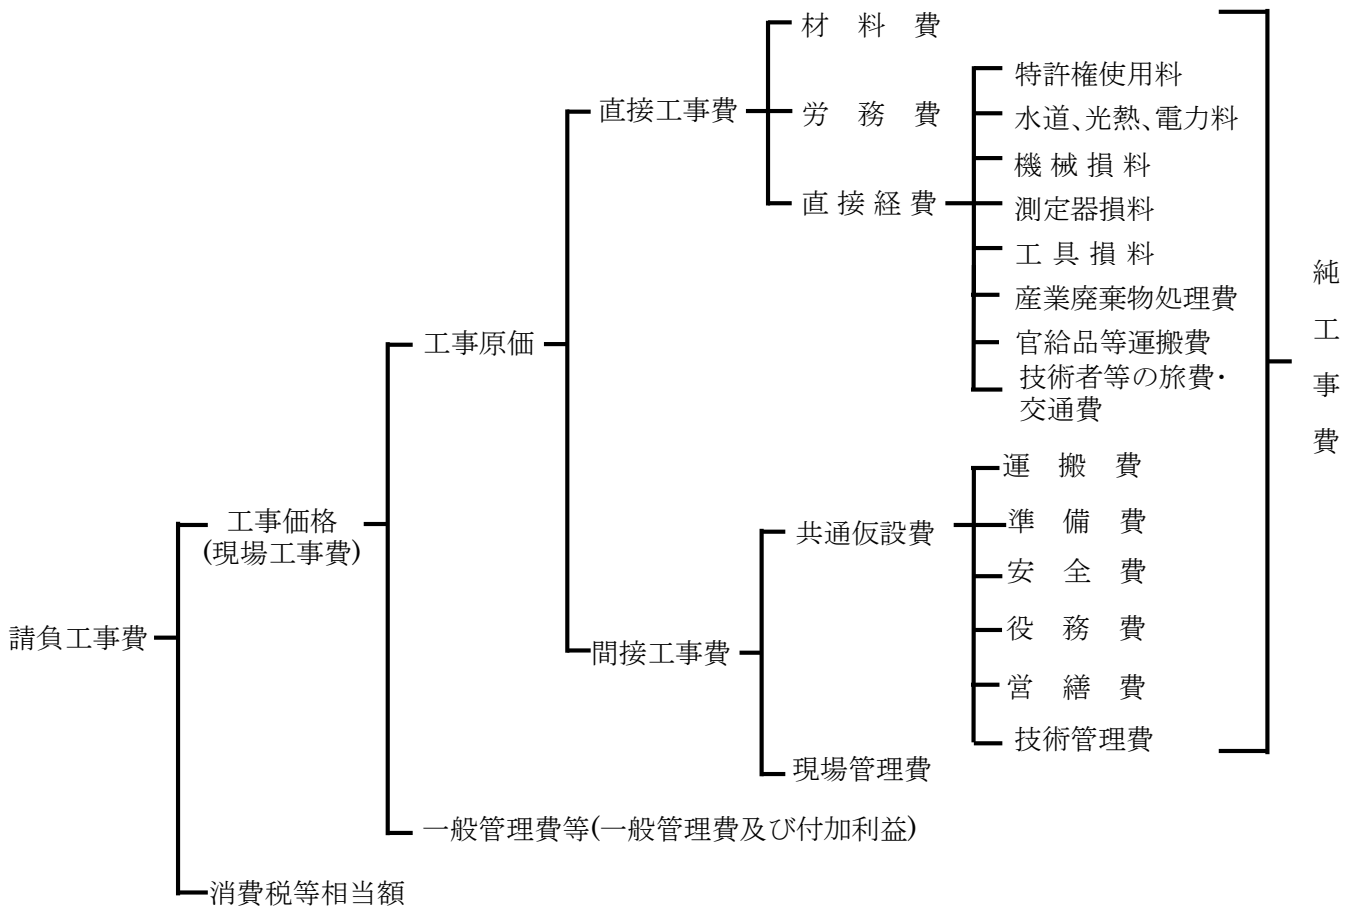 材料費
特許権使用料
直接工事費
労務費
水道、光熱、電力料
機械損料
直接経費
測定器損料
工具損料
産業廃棄物処理費
純工事費
工事原価
官給品等運搬費
技術者等の旅費・
交通費
運搬費
工事価格
(現場工事費)
共通仮設費
準備費
安全費
請負工事費
間接工事費
役務費
営繕費
技術管理費
現場管理費
一般管理費等(一般管理費及び付加利益)
消費税等相当額